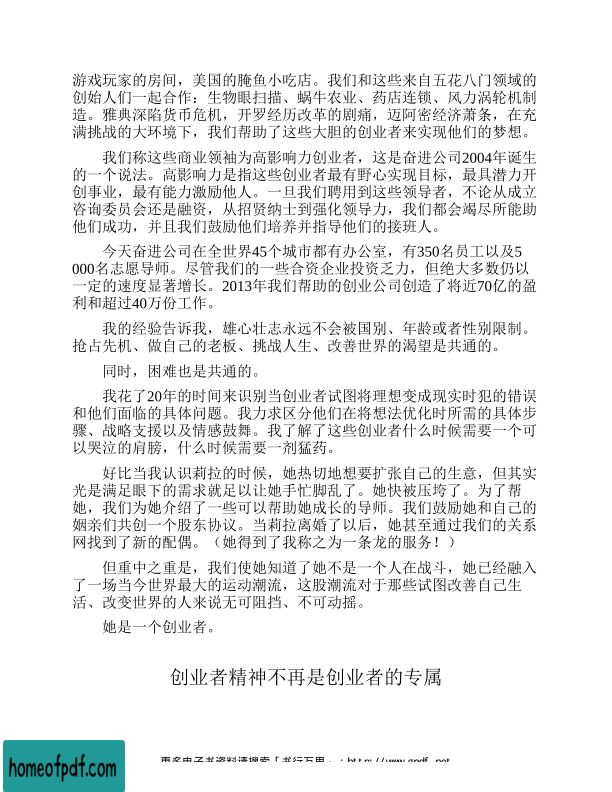 游戏玩家的房间，美国的腌鱼小吃店。我们和这些来自五花八门领域的
创始人们一起合作：生物眼扫描、蜗牛农业、药店连锁、风力涡轮机制
造。雅典深陷货币危机，开罗经历改革的剧痛，迈阿密经济萧条，在充
满挑战的大环境下，我们帮助了这些大胆的创业者来实现他们的梦想。
我们称这些商业领袖为高影响力创业者，这是奋进公司2004年诞生
的一个说法。高影响力是指这些创业者最有野心实现目标，最具潜力开
创事业，最有能力激励他人。一旦我们聘用到这些领导者，不论从成立
咨询委员会还是融资，从招贤纳士到强化领导力，我们都会竭尽所能助
他们成功，并且我们鼓励他们培养并指导他们的接班人。
今天奋进公司在全世界45个城市都有办公室，有350名员工以及5
000名志愿导师。尽管我们的一些合资企业投资乏力，但绝大多数仍以
一定的速度显著增长。2013年我们帮助的创业公司创造了将近70亿的盈
利和超过40万份工作。
我的经验告诉我，雄心壮志永远不会被国别、年龄或者性别限制。
抢占先机、做自己的老板、挑战人生、改善世界的渴望是共通的。
同时，困难也是共通的。
我花了20年的时间来识别当创业者试图将理想变成现实时犯的错误
和他们面临的具体问题。我力求区分他们在将想法优化时所需的具体步
骤、战略支援以及情感鼓舞。我了解了这些创业者什么时候需要一个可
以哭泣的肩膀，什么时候需要一剂猛药。
好比当我认识莉拉的时候，她热切地想要扩张自己的生意，但其实
光是满足眼下的需求就足以让她手忙脚乱了。她快被压垮了。为了帮
她，我们为她介绍了一些可以帮助她成长的导师。我们鼓励她和自己的
姻亲们共创一个股东协议。当莉拉离婚了以后，她甚至通过我们的关系
网找到了新的配偶。（她得到了我称之为一条龙的服务！）
但重中之重是，我们使她知道了她不是一个人在战斗，她已经融入
了一场当今世界最大的运动潮流，这股潮流对于那些试图改善自己生
活、改变世界的人来说无可阻挡、不可动摇。
她是一个创业者。
创业者精神不再是创业者的专属
更多电子书资料请搜索「书行万里」：http://www.gpdf.net
homeofpdf.com